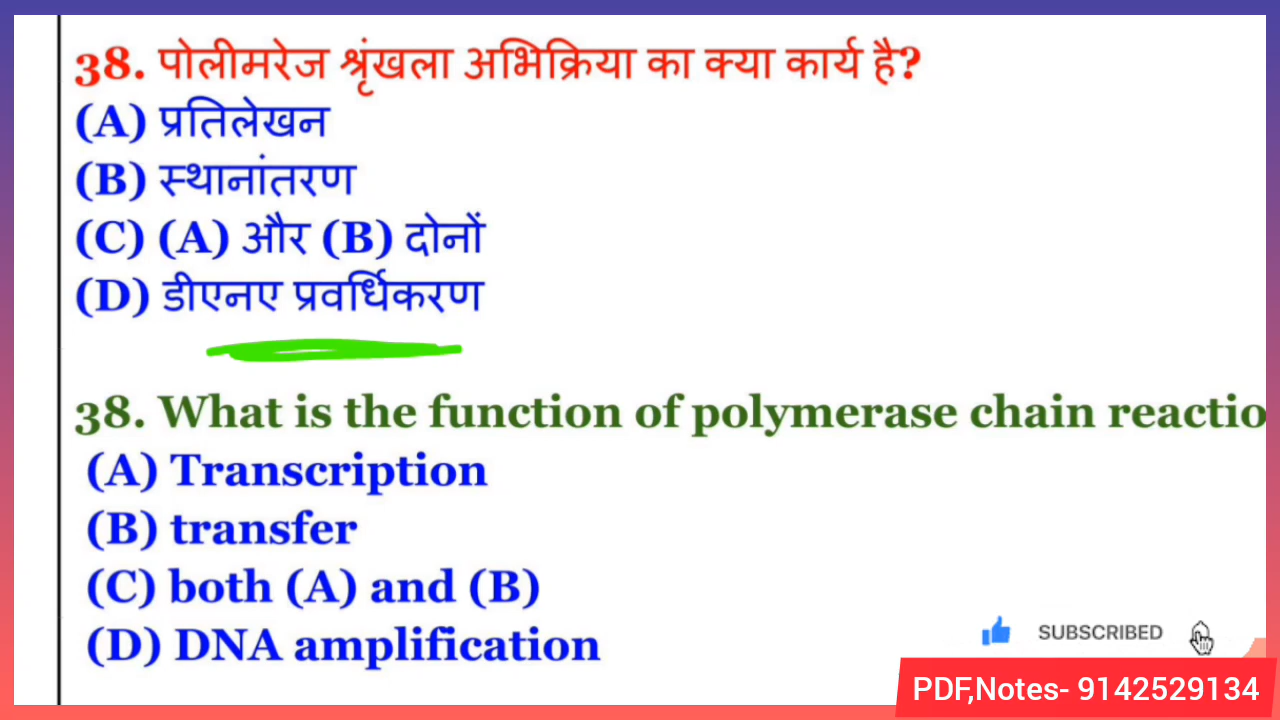 38. पोलीमरेज श्रृंखला अभिक्रिया का क्या कार्य है?
(A) प्रतिलेखन
(B) स्थानांतरण
(C) (A) और (B) दोनों
(D) डीएनए प्रवर्धिकरण
38. What is the function of polymerase chain reactio
(A) Transcription
(B) transfer
(C) both (A) and (B)
(D) DNA amplification
SUBSCRIBED
PDF,Notes- 9142529134